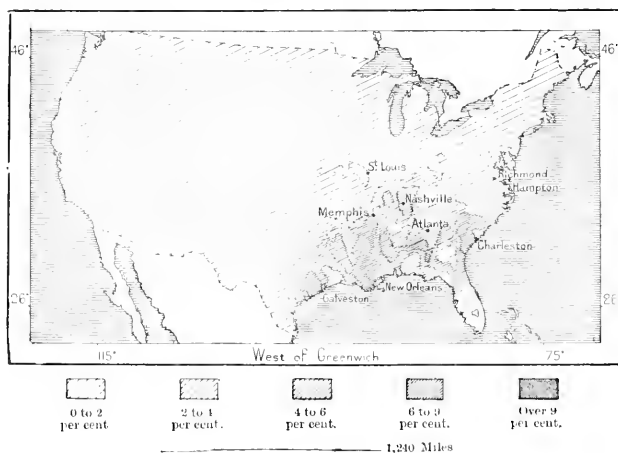 46°
46°
St. Louis
Richmond
Hampton
Nashville
Memphis
Atlanta
Charleston
26°
New Orleans
26°
Galveston
115°
West of Greenwich
75°
0 to 2
per cent.
2 to 4
per cent.
4 to 6
per cent.
6 to 9
per cent.
Over 9
per cent.
1,240 Miles